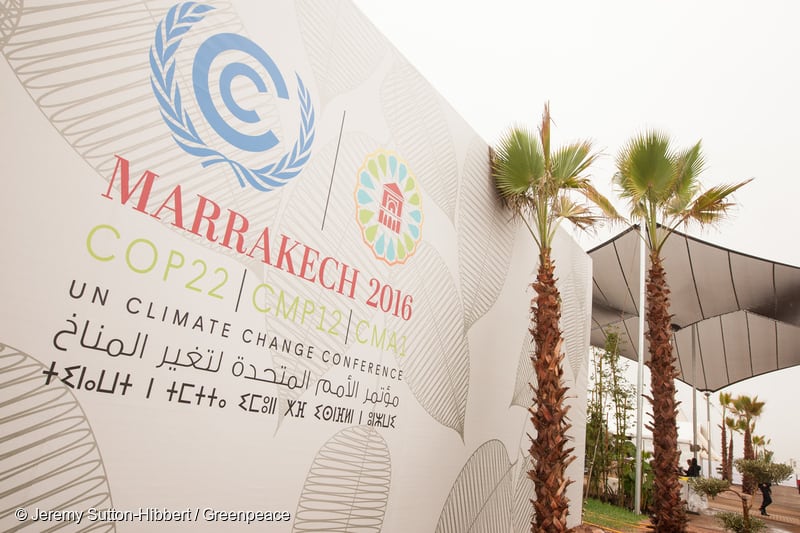 MARRAKECH 2016
COP22 | CMP12 | CMA1
UN CLIMATE CHANGE CONFERENCE
مؤتمر الأمم المتحدة لتغير المناخ
© Jeremy Sutton-Hibbert / Greenpeace